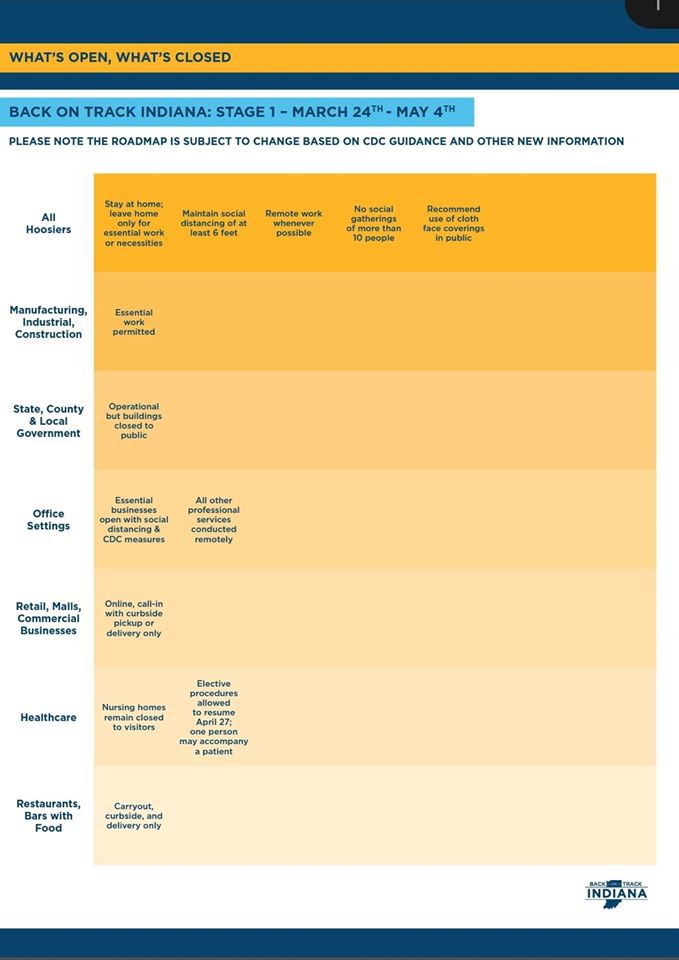 WHAT'S OPEN, WHAT'S CLOSED
BACK ON TRACK INDIANA: STAGE 1 – MARCH 24TH - MAY 4TH
PLEASE NOTE THE ROADMAP IS SUBJECT TO CHANGE BASED ON CDC GUIDANCE AND OTHER NEW INFORMATION
All
Hoosiers
Stay at home;
leave home
only for
essential work
or necessities
Maintain social
distancing of at
least 6 feet
Remote work
whenever
possible
No social
gatherings
of more than
10 people
Recommend
use of cloth
face coverings
in public
Manufacturing,
Industrial,
Construction
Essential
work
permitted
State, County
& Local
Government
Operational
but buildings
closed to
public
Office
Settings
Essential
businesses
open with social
distancing &
CDC measures
All other
professional
services
conducted
remotely
Retail, Malls,
Commercial
Businesses
Online, call-in
with curbside
pickup or
delivery only
Healthcare
Nursing homes
remain closed
to visitors
Elective
procedures
allowed
to resume
April 27;
one person
may accompany
a patient
Restaurants,
Bars with
Food
Carryout,
curbside, and
delivery only
BACK ON TRACK
INDIANA